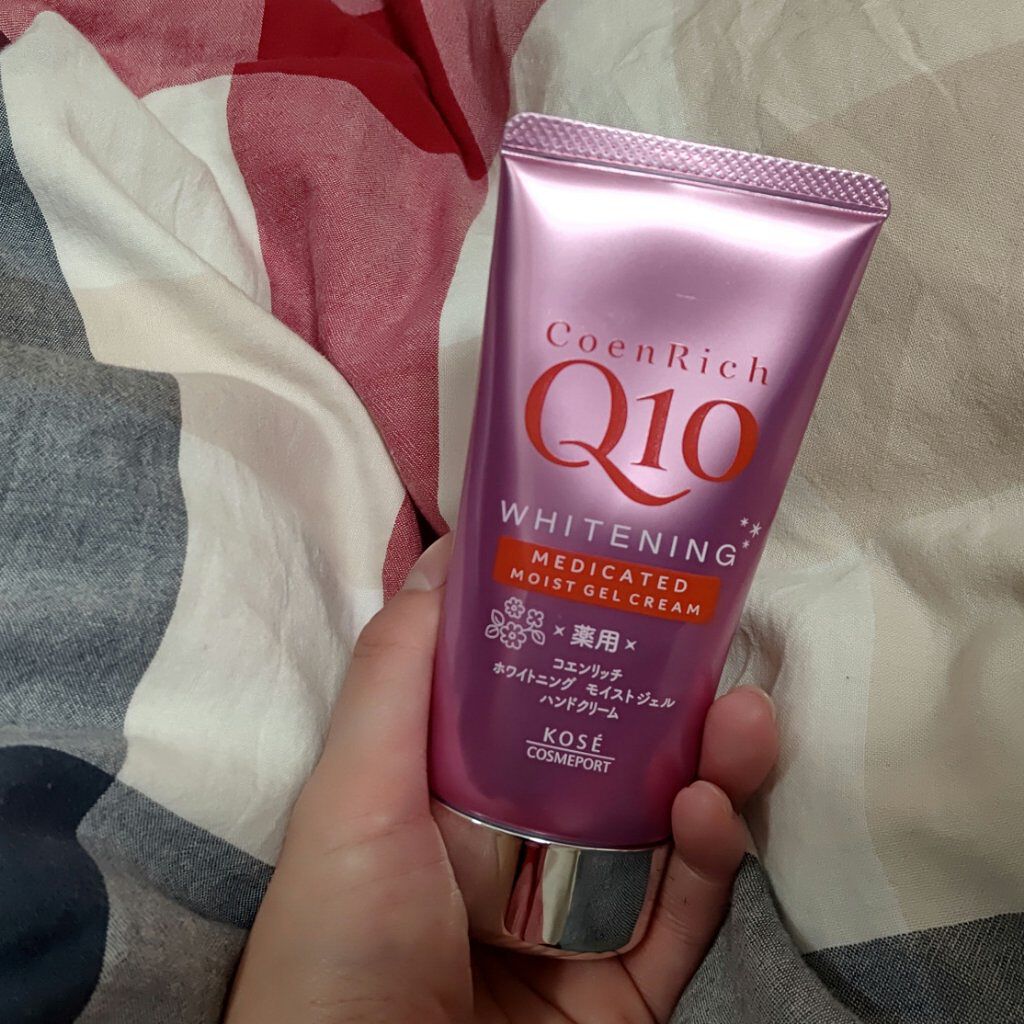 CoenRich
Q10
WHITENING
MEDICATED
MOIST GEL CREAM
×薬用×
コエンリッチ
ホワイトニング モイストジェル
ハンドクリーム
KOSÉ
COSMEPORT